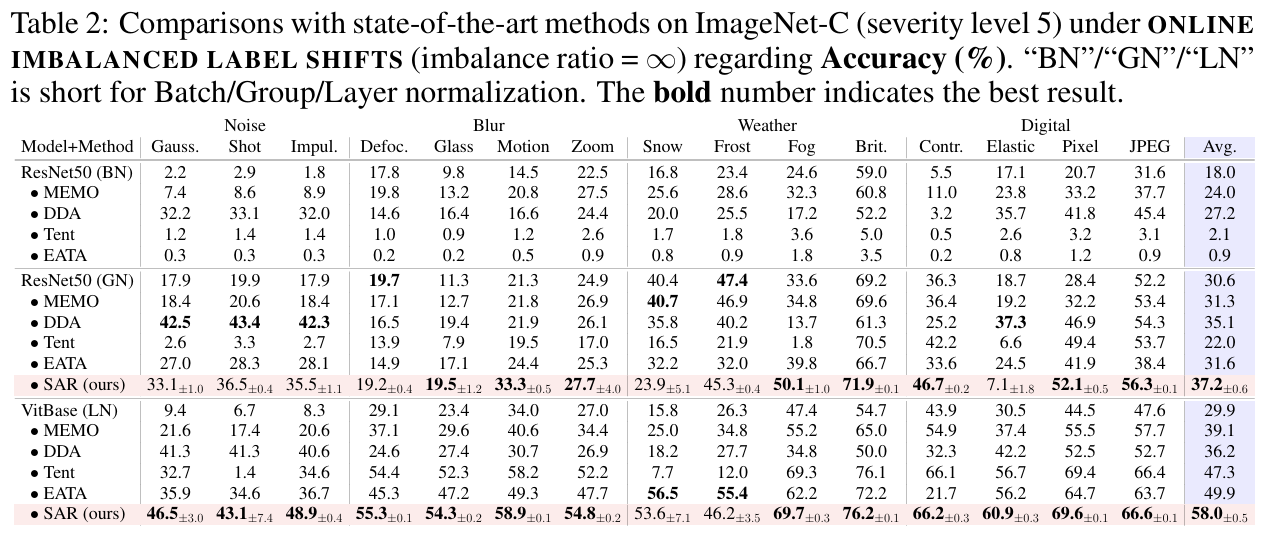 Table 2: Comparisons with state-of-the-art methods on ImageNet-C (severity level 5) under ONLINE
IMBALANCED LABEL SHIFTS (imbalance ratio = ∞) regarding Accuracy (%). “BN”/“GN”/“LN”
is short for Batch/Group/Layer normalization. The bold number indicates the best result.
Noise Blur Weather Digital
Model+Method Gauss. Shot Impul. Defoc. Glass Motion Zoom Snow Frost Fog Brit. Contr. Elastic Pixel JPEG Avg.
ResNet50 (BN) 2.2 2.9 1.8 17.8 9.8 14.5 22.5 16.8 23.4 24.6 59.0 5.5 17.1 20.7 31.6 18.0
• MEMO 7.4 8.6 8.9 19.8 13.2 20.8 27.5 25.6 28.6 32.3 60.8 11.0 23.8 33.2 37.7 24.0
• DDA 32.2 33.1 32.0 14.6 16.4 16.6 24.4 20.0 25.5 17.2 52.2 3.2 35.7 41.8 45.4 27.2
• Tent 1.2 1.4 1.4 1.0 0.9 1.2 2.6 1.7 1.8 3.6 5.0 0.5 2.6 3.2 3.1 2.1
• EATA 0.3 0.3 0.3 0.2 0.2 0.5 0.9 0.8 0.9 1.8 3.5 0.2 0.8 1.2 0.9 0.9
ResNet50 (GN) 17.9 19.9 17.9 19.7 11.3 21.3 24.9 40.4 47.4 33.6 69.2 36.3 18.7 28.4 52.2 30.6
• MEMO 18.4 20.6 18.4 17.1 12.7 21.8 26.9 40.7 46.9 34.8 69.6 36.4 19.2 32.2 53.4 31.3
• DDA 42.5 43.4 42.3 16.5 19.4 21.9 26.1 35.8 40.2 13.7 61.3 25.2 37.3 46.9 54.3 35.1
• Tent 2.6 3.3 2.7 13.9 7.9 19.5 17.0 16.5 21.9 1.8 70.5 42.2 6.6 49.4 53.7 22.0
• EATA 27.0 28.3 28.1 14.9 17.1 24.4 25.3 32.2 32.0 39.8 66.7 33.6 24.5 41.9 38.4 31.6
• SAR (ours) 33.1±1.0 36.5±0.4 35.5±1.1 19.2±0.4 19.5±1.2 33.3±0.5 27.7±4.0 23.9±5.1 45.3±0.4 50.1±1.0 71.9±0.1 46.7±0.2 7.1±1.8 52.1±0.5 56.3±0.1 37.2±0.6
VitBase (LN) 9.4 6.7 8.3 29.1 23.4 34.0 27.0 15.8 26.3 47.4 54.7 43.9 30.5 44.5 47.6 29.9
• MEMO 21.6 17.4 20.6 37.1 29.6 40.6 34.4 25.0 34.8 55.2 65.0 54.9 37.4 55.5 57.7 39.1
• DDA 41.3 41.3 40.6 24.6 27.4 30.7 26.9 18.2 27.7 34.8 50.0 32.3 42.2 52.5 52.7 36.2
• Tent 32.7 1.4 34.6 54.4 52.3 58.2 52.2 7.7 12.0 69.3 76.1 66.1 56.7 69.4 66.4 47.3
• EATA 35.9 34.6 36.7 45.3 47.2 49.3 47.7 56.5 55.4 62.2 72.2 21.7 56.2 64.7 63.7 49.9
• SAR (ours) 46.5±3.0 43.1±7.4 48.9±0.4 55.3±0.1 54.3±0.2 58.9±0.1 54.8±0.2 53.6±7.1 46.2±3.5 69.7±0.3 76.2±0.1 66.2±0.3 60.9±0.3 69.6±0.1 66.6±0.1 58.0±0.5